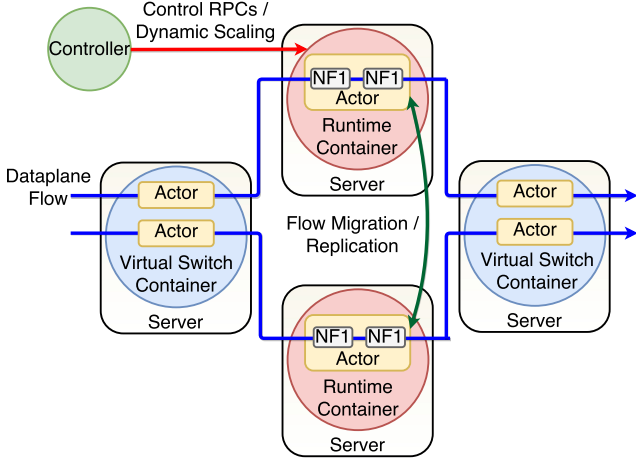 Control RPCs /
Dynamic Scaling
Controller
NF1 NF1
Actor
Runtime
Container
Server
Dataplane
Flow
Actor
Actor
Virtual Switch
Container
Server
Flow Migration /
Replication
Actor
Actor
Virtual Switch
Container
Server
NF1 NF1
Actor
Runtime
Container
Server